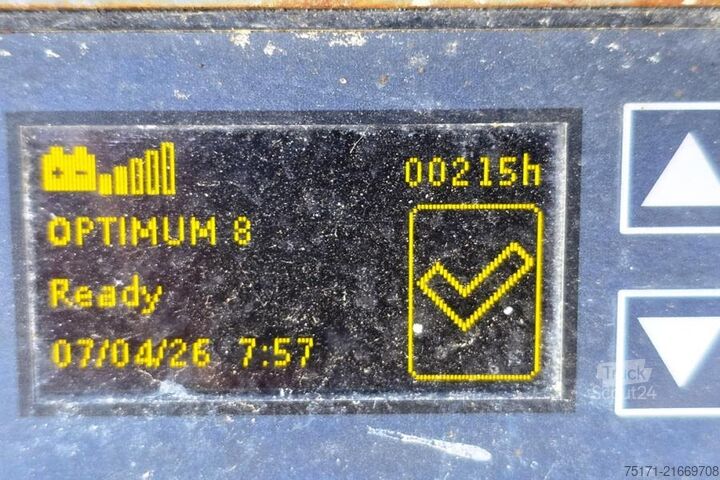 00215h
OPTIMUM 8
Ready
07/04/26 7:57
Truck
Scout24
75171-21669708